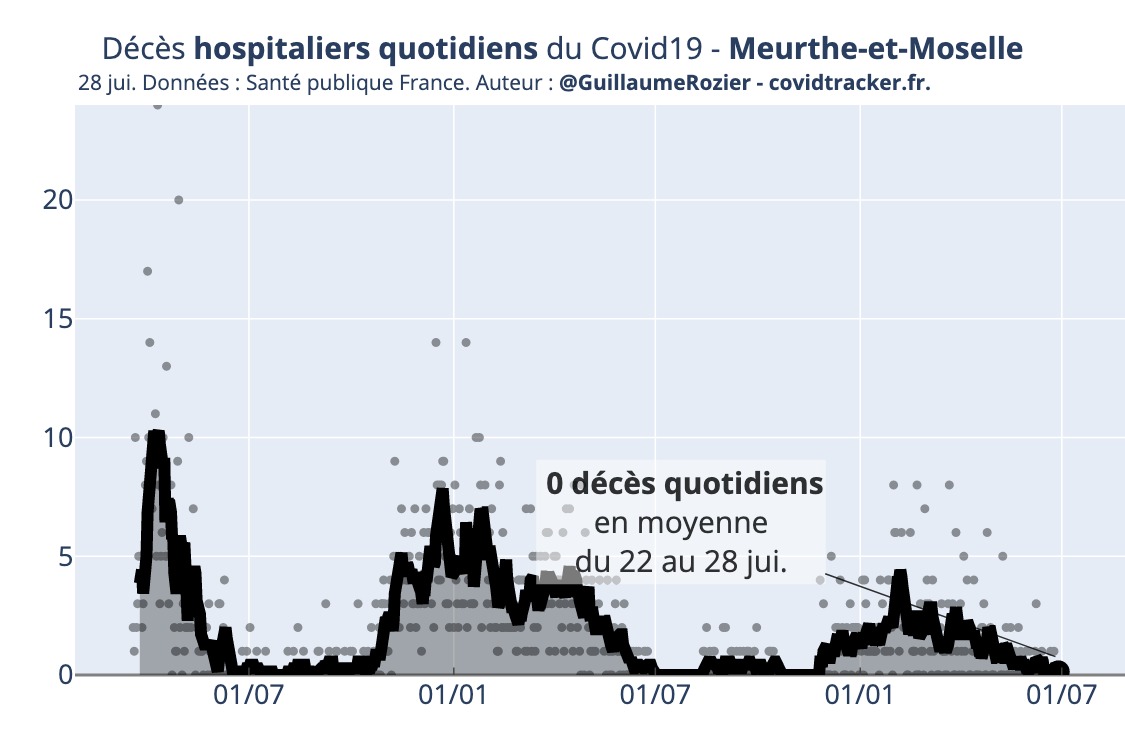 Décès hospitaliers quotidiens du Covid19 - Meurthe-et-Moselle
28 jui. Données : Santé publique France. Auteur : @GuillaumeRozier - covidtracker.fr.
20
15
10
5
0
0 décès quotidiens
en moyenne
du 22 au 28 jui.
01/07 01/01 01/07 01/01 01/07